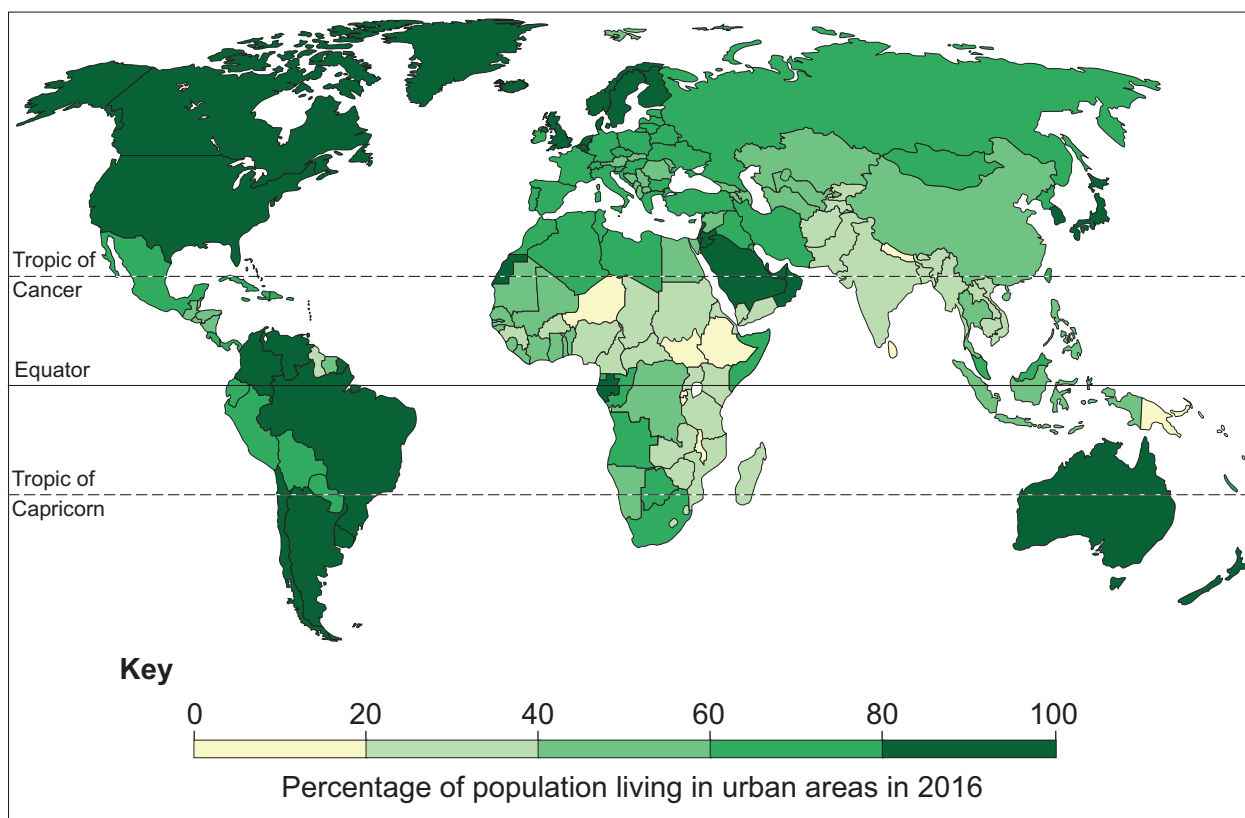 Tropic of
Cancer
Equator
Tropic of
Capricorn
Key
0 20 40 60 80 100
Percentage of population living in urban areas in 2016